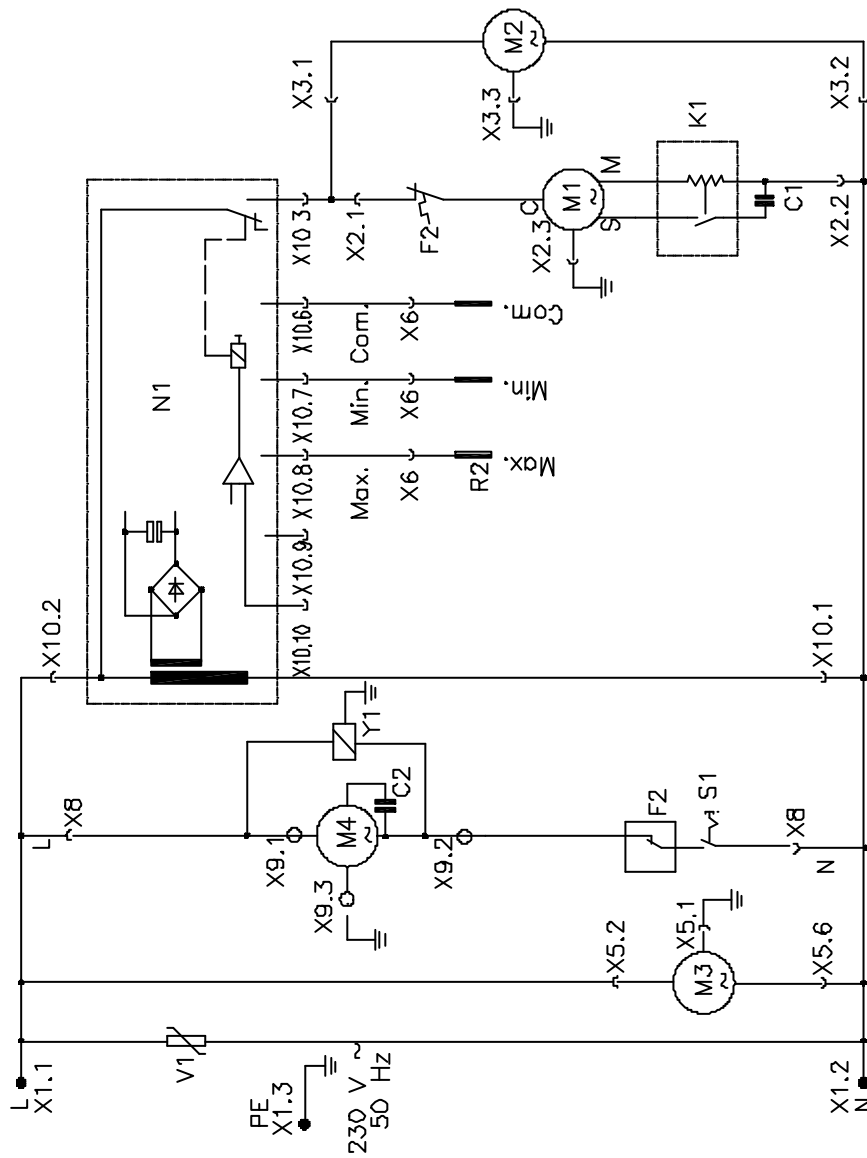 L
X1.1
PE
X1.3
230 V ~
50 Hz
X1.2
N
V1
X5.2
M3
~
X5.1
X5.6
L
X8
X9.1
X9.3
M4
~
C2
Y1
X9.2
F2
S1
X8
N
X10.2
N1
X10.10
X10.9
X10.8
X10.7
X10.6
X10.3
Max.
Min.
Com.
X6
X6
X6
R2
Max.
Min.
Com.
X10.1
X2.1
F2
C
X2.3
M1
~
S
M
K1
C1
X2.2
X3.1
X3.3
M2
~
X3.2